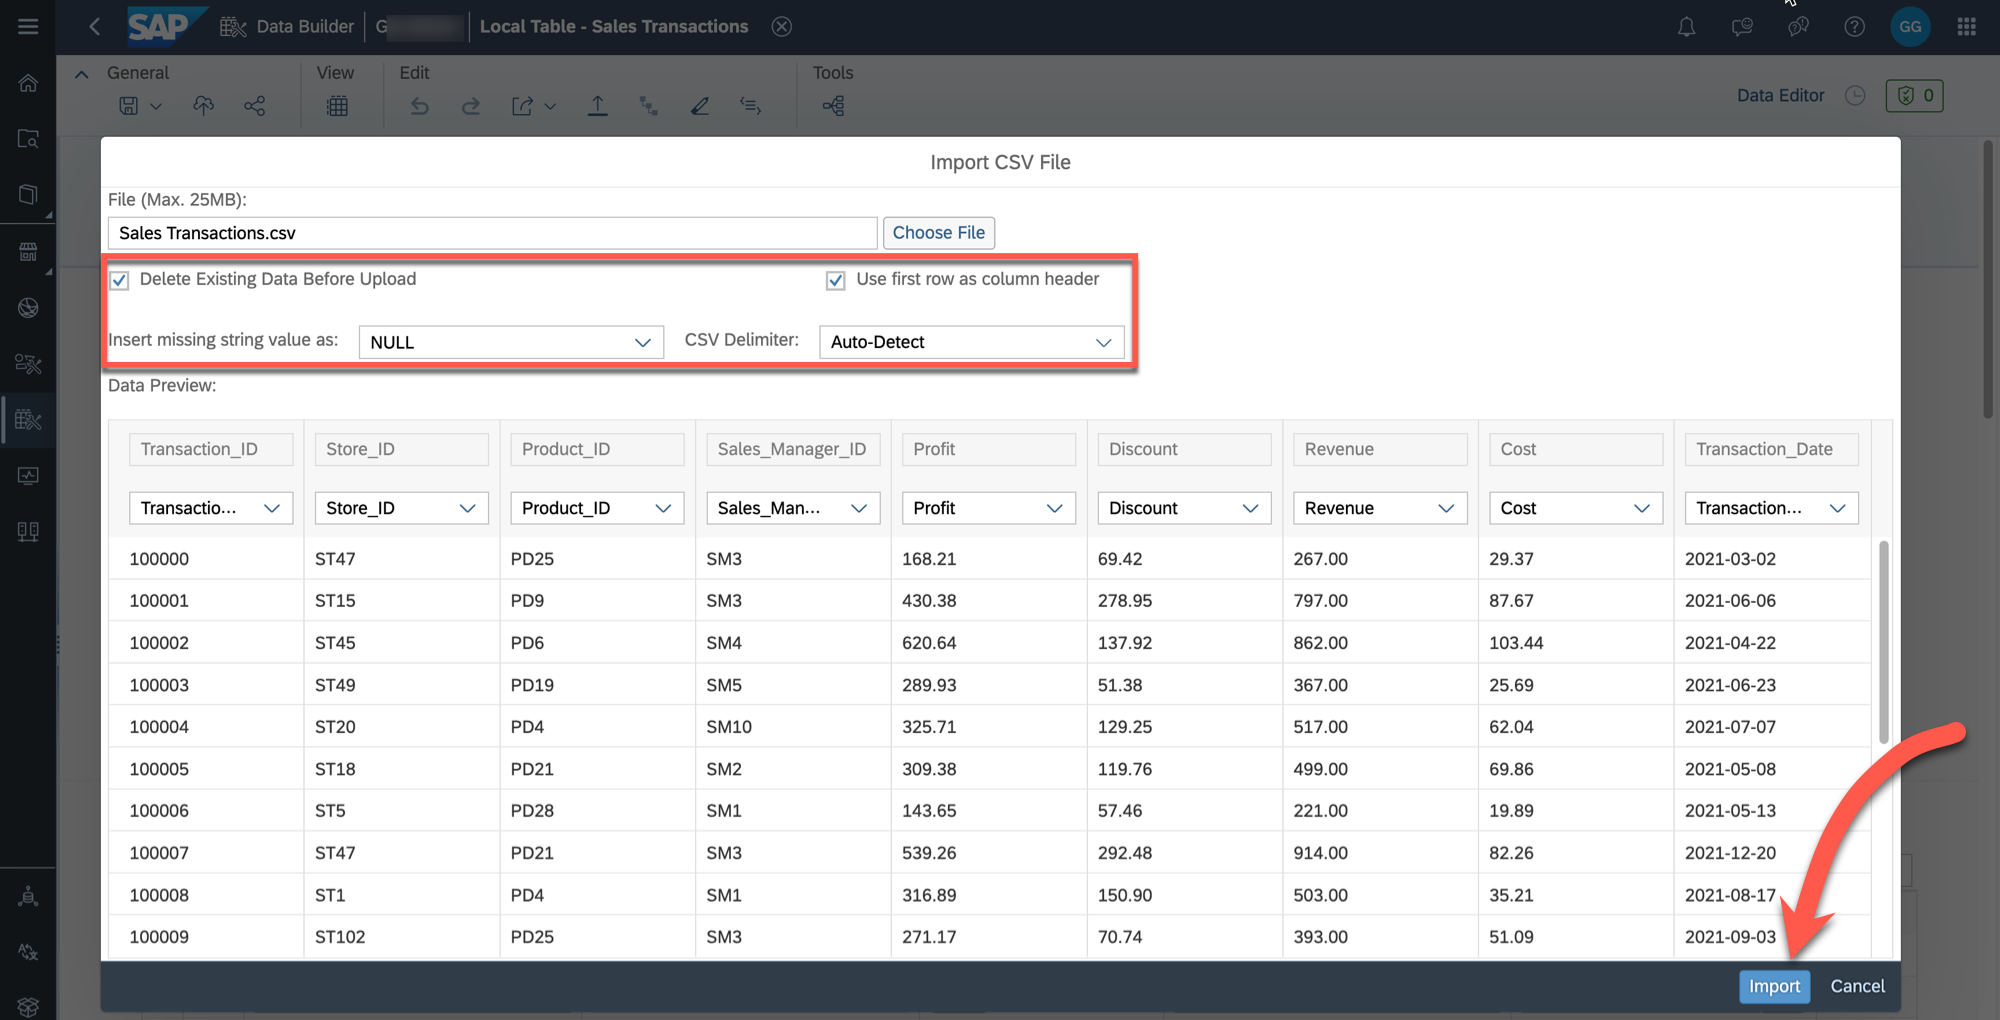 SAP Data Builder G Local Table - Sales Transactions GG
General View Edit Tools
Data Editor 0
Import CSV File
File (Max. 25MB):
Sales Transactions.csv Choose File
Delete Existing Data Before Upload Use first row as column header
Insert missing string value as: NULL CSV Delimiter: Auto-Detect
Data Preview:
Transaction_ID Store_ID Product_ID Sales_Manager_ID Profit Discount Revenue Cost Transaction_Date
Transactio... Store_ID Product_ID Sales_Man... Profit Discount Revenue Cost Transaction...
100000 ST47 PD25 SM3 168.21 69.42 267.00 29.37 2021-03-02
100001 ST15 PD9 SM3 430.38 278.95 797.00 87.67 2021-06-06
100002 ST45 PD6 SM4 620.64 137.92 862.00 103.44 2021-04-22
100003 ST49 PD19 SM5 289.93 51.38 367.00 25.69 2021-06-23
100004 ST20 PD4 SM10 325.71 129.25 517.00 62.04 2021-07-07
100005 ST18 PD21 SM2 309.38 119.76 499.00 69.86 2021-05-08
100006 ST5 PD28 SM1 143.65 57.46 221.00 19.89 2021-05-13
100007 ST47 PD21 SM3 539.26 292.48 914.00 82.26 2021-12-20
100008 ST1 PD4 SM1 316.89 150.90 503.00 35.21 2021-08-17
100009 ST102 PD25 SM3 271.17 70.74 393.00 51.09 2021-09-03
Import Cancel